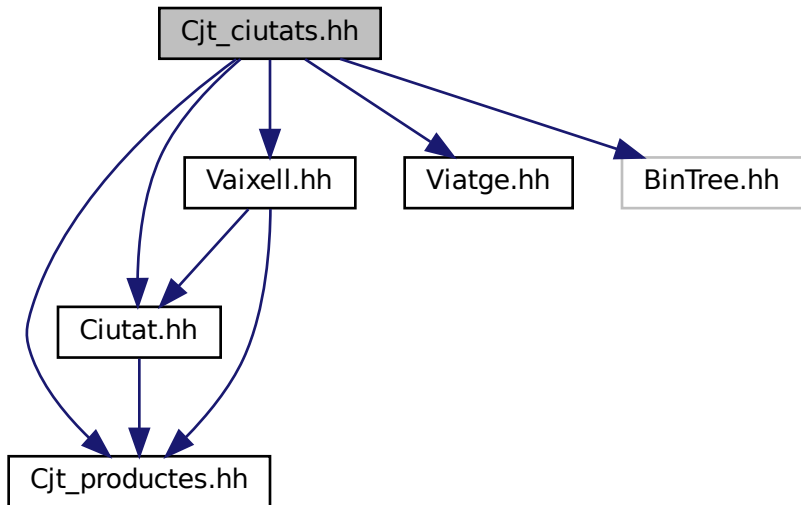 Cjt_ciutats.hh
Vaixell.hh
Viatge.hh
BinTree.hh
Ciutat.hh
Cjt_productes.hh